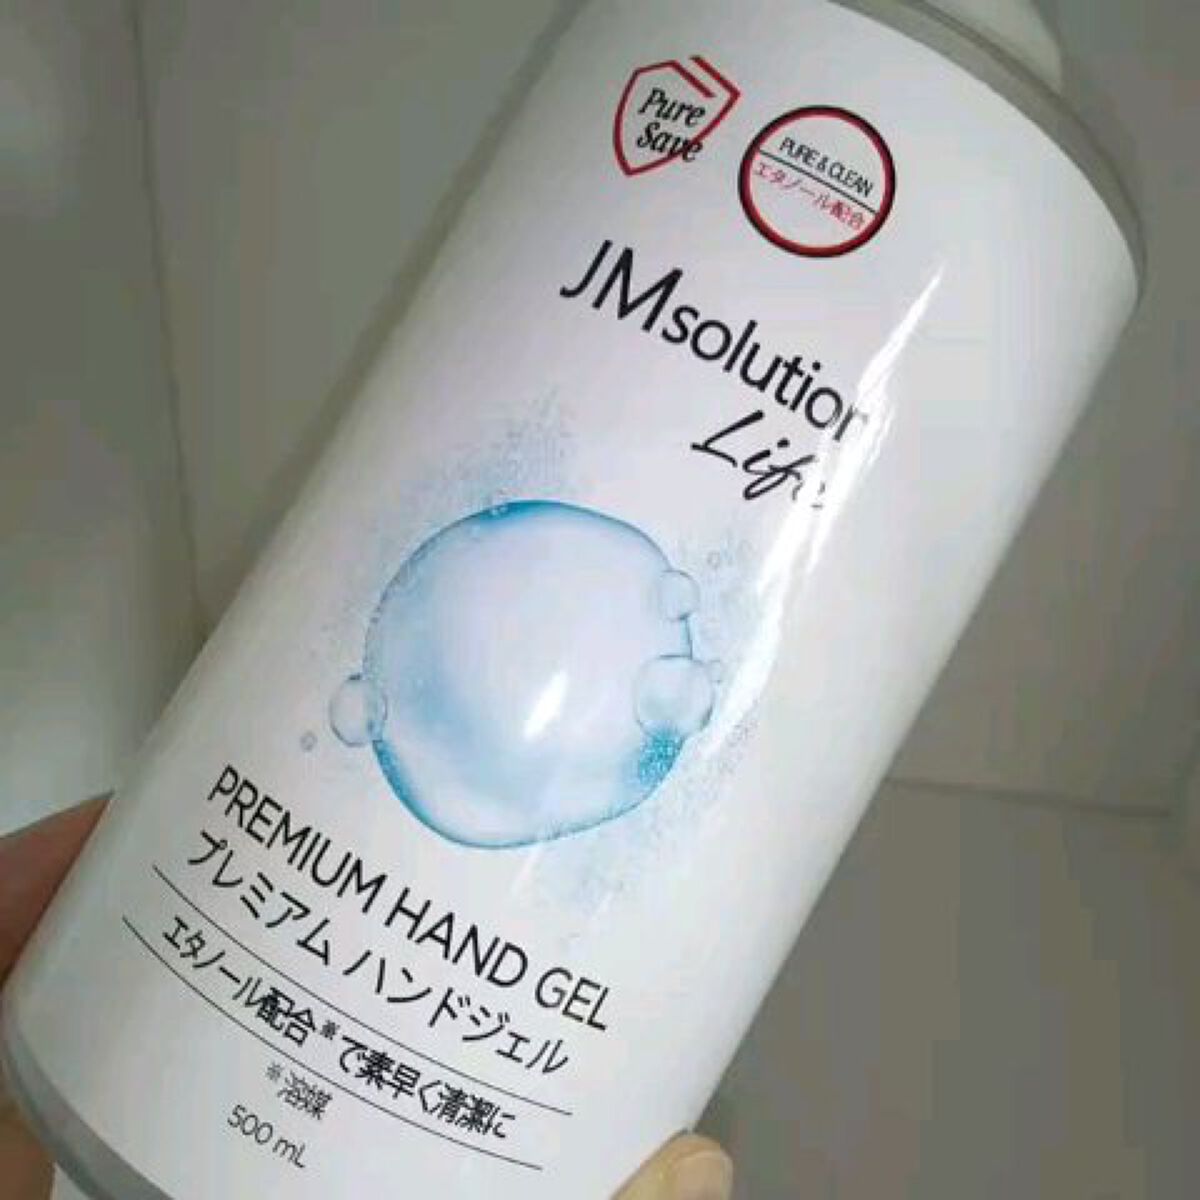 Pure
Save
PURE & CLEAN
エタノール配合
JMsolution
Life
PREMIUM HAND GEL
プレミアム ハンドジェル
エタノール配合※で素早く清潔に
※溶媒
500 mL